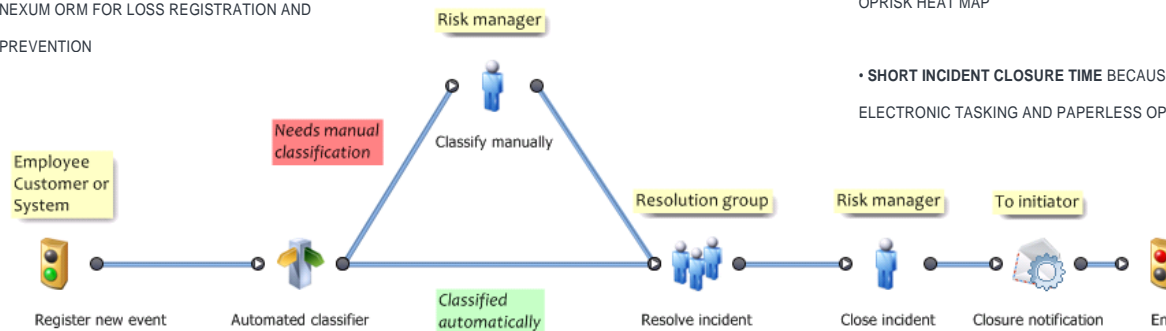 NEXUM ORM FOR LOSS REGISTRATION AND
PREVENTION
OPRISK HEAT MAP
• SHORT INCIDENT CLOSURE TIME
ELECTRONIC TASKING AND PAPERLESS
Risk manager
Classify manually
Needs manual
classification
Employee
Customer or
System
Register new event
Automated classifier
Classified
automatically
Resolution group
Resolve incident
Risk manager
Close incident
To initiator
Closure notification